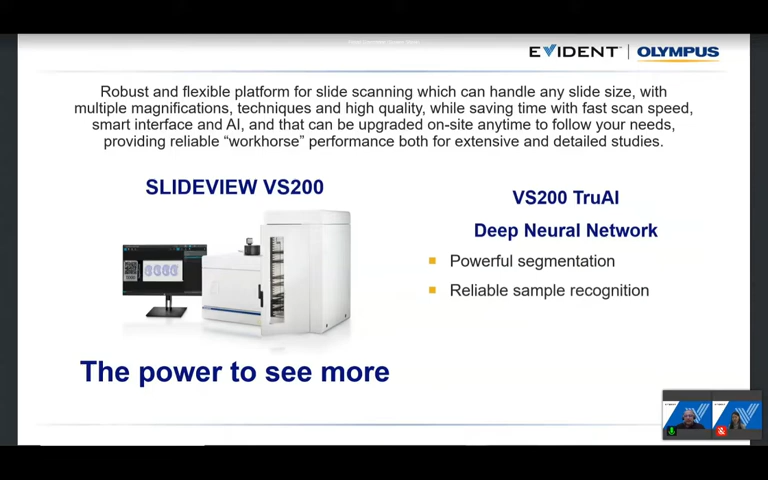 EVIDENT OLYMPUS
Robust and flexible platform for slide scanning which can handle any slide size, with
multiple magnifications, techniques and high quality, while saving time with fast scan speed,
smart interface and AI, and that can be upgraded on-site anytime to follow your needs,
providing reliable “workhorse” performance both for extensive and detailed studies.
SLIDEVIEW VS200
The power to see more
VS200 TruAI
Deep Neural Network
Powerful segmentation
Reliable sample recognition